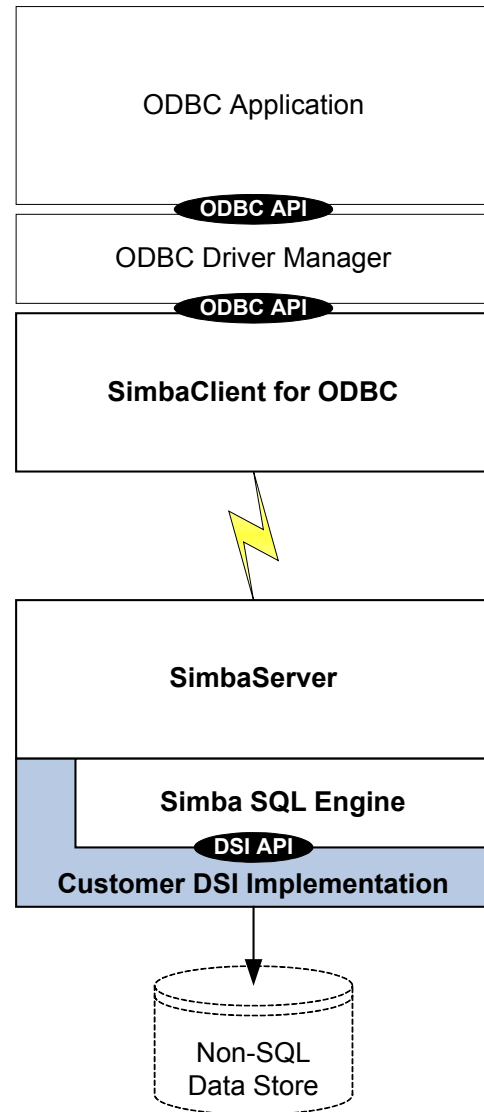 ODBC Application
ODBC API
ODBC Driver Manager
ODBC API
SimbaClient for ODBC
SimbaServer
Simba SQL Engine
DSI API
Customer DSI Implementation
Non-SQL
Data Store